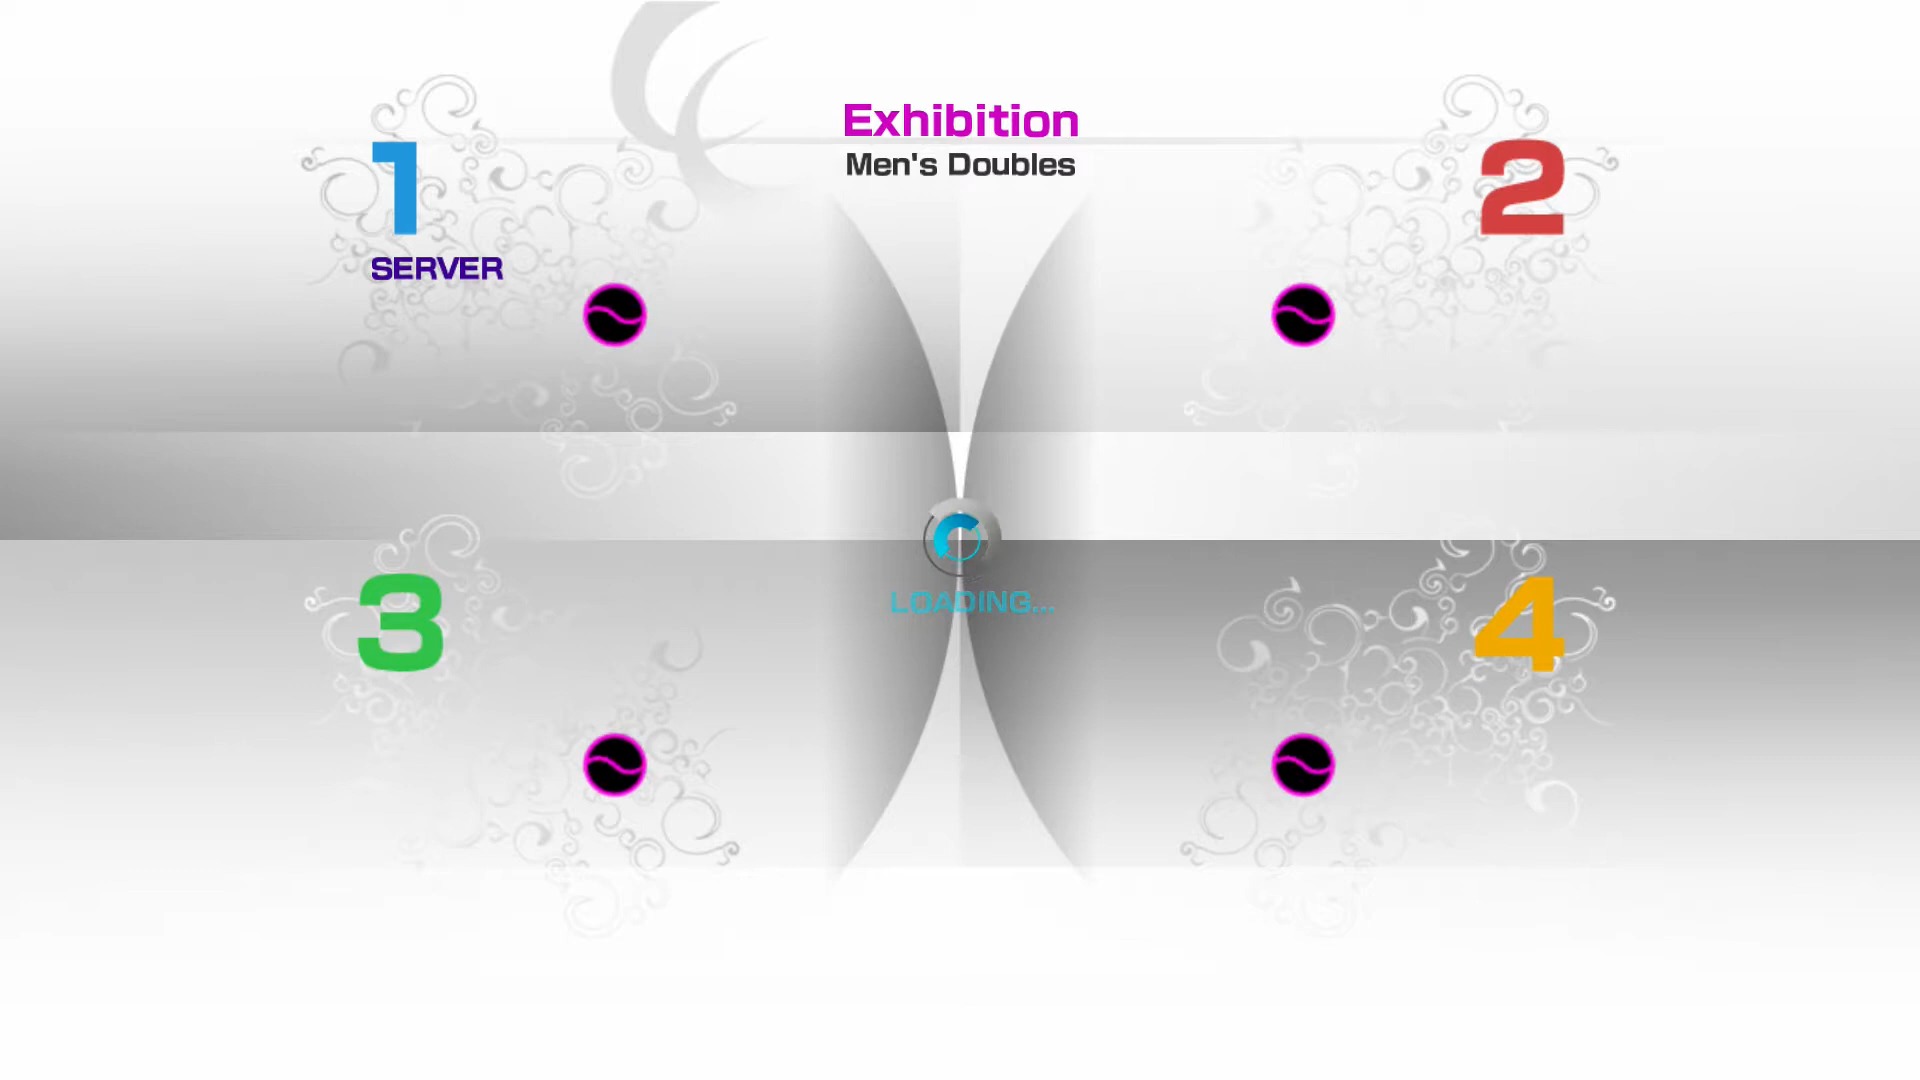 Exhibition
Men's Doubles
1
2
SERVER
LOADING...
3
4